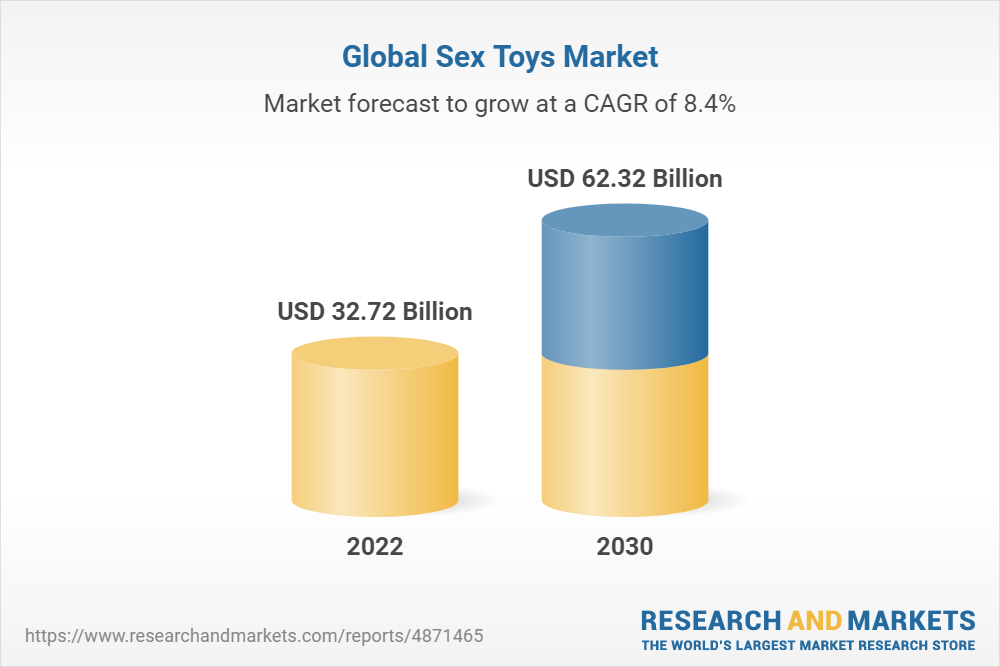 Global Sex Toys Market
Market forecast to grow at a CAGR of 8.4%
USD 62.32 Billion
USD 32.72 Billion
2022
2030
https://www.researchandmarkets.com/reports/4871465
RESEARCH AND MARKETS
THE WORLD'S LARGEST MARKET RESEARCH STORE